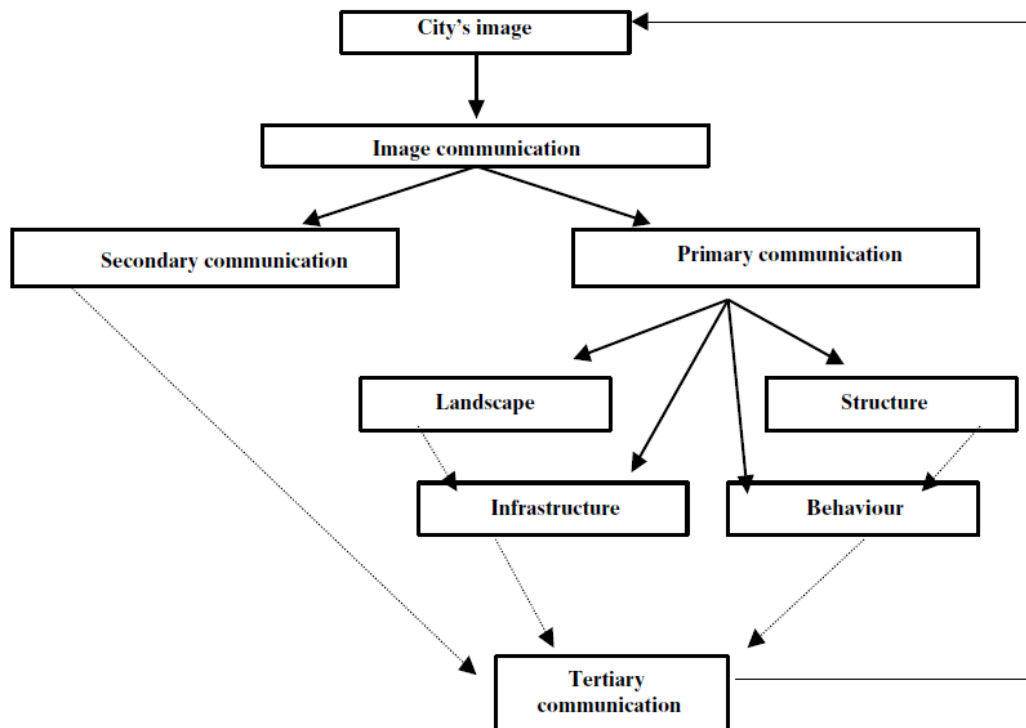 City’s image
Image communication
Secondary communication
Primary communication
Landscape
Structure
Infrastructure
Behaviour
Tertiary
communication